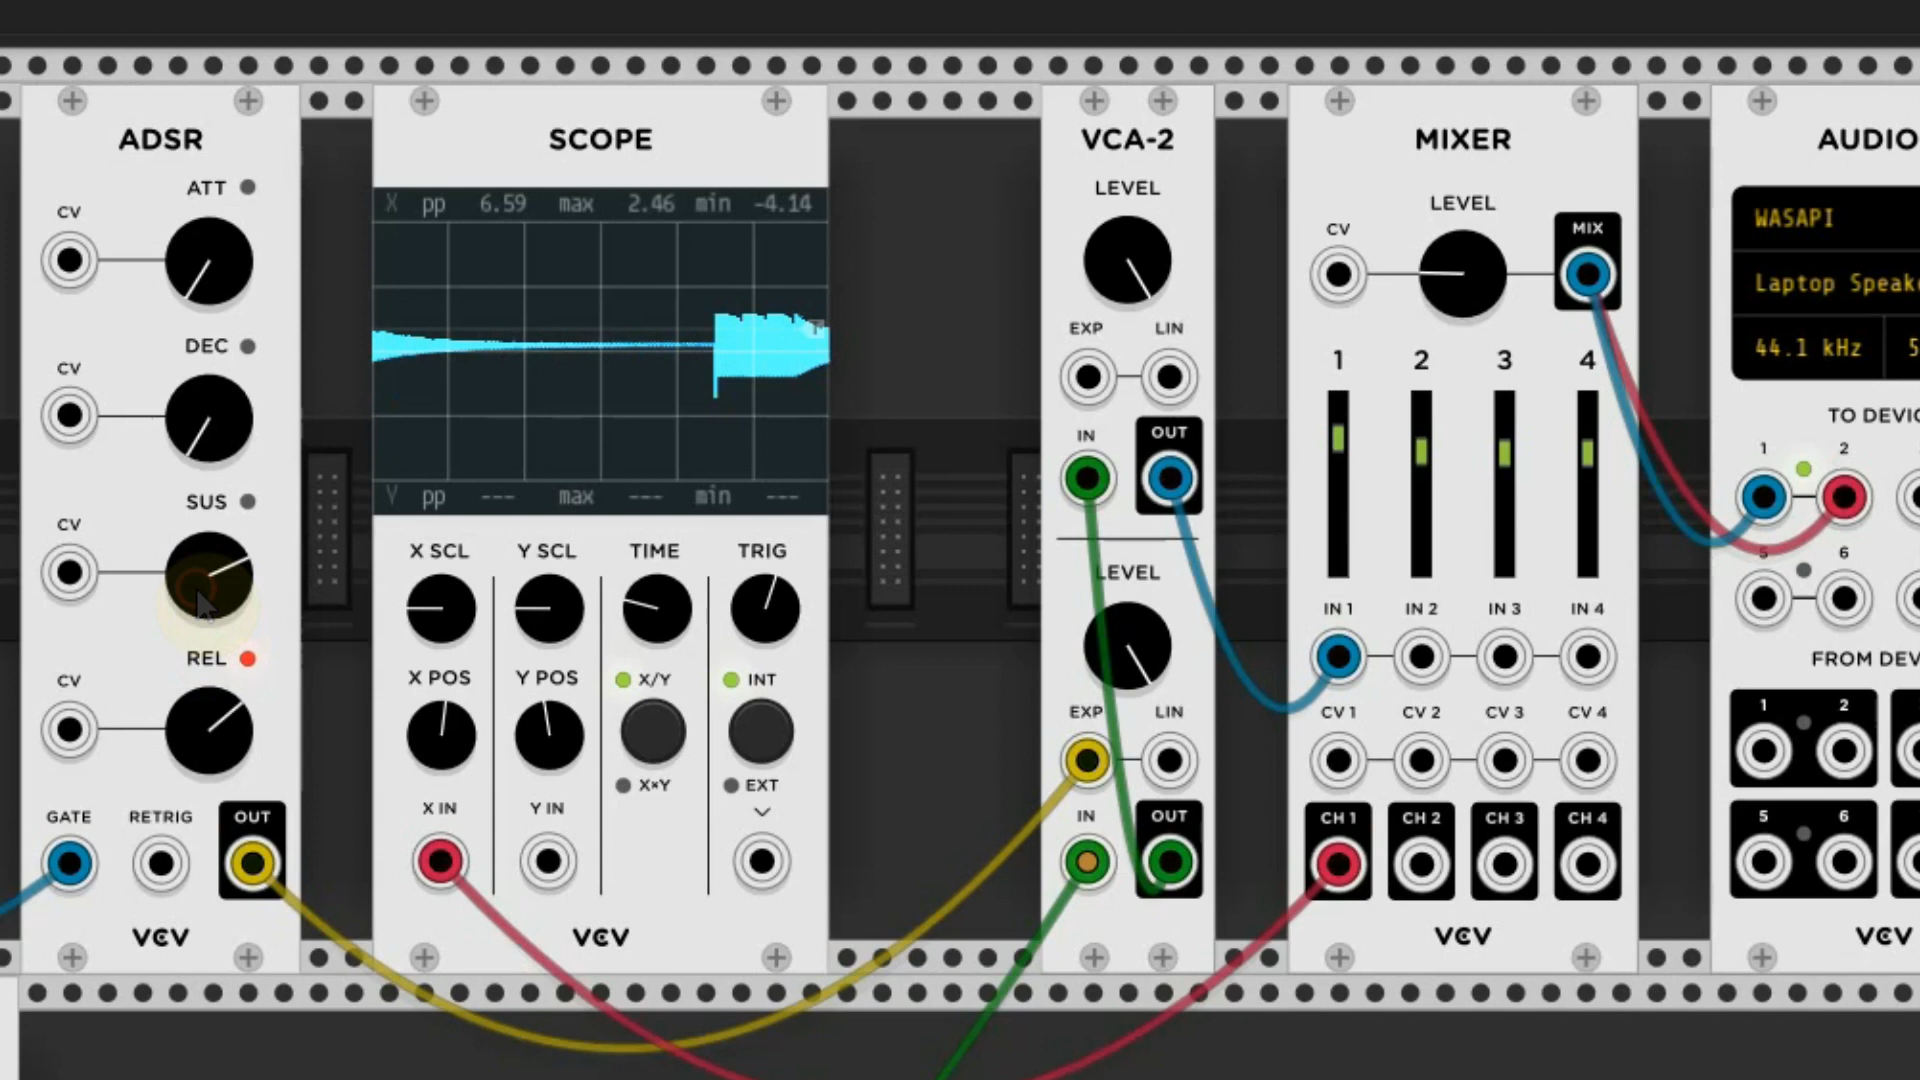 ADSR
ATT
CV
DEC
CV
SUS
CV
REL
CV
GATE RETRIG OUT
VCV
SCOPE
X pp 6.59 max 2.46 min -4.14
T
Y pp --- max --- min ---
X SCL Y SCL TIME TRIG
X POS Y POS X/Y INT
X×Y EXT
X IN Y IN
VCV
VCA-2
LEVEL
EXP LIN
IN OUT
LEVEL
EXP LIN
IN OUT
MIXER
LEVEL
CV MIX
1 2 3 4
IN 1 IN 2 IN 3 IN 4
CV 1 CV 2 CV 3 CV 4
CH 1 CH 2 CH 3 CH 4
VCV
AUDIO
WASAPI
Laptop Speake
44.1 kHz 5
TO DEVIC
1 2
5 6
FROM DEV
1 2
5 6
VCV